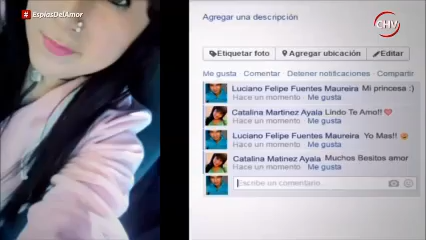 # #EspiasDelAmor
CHV
Agregar una descripción
Etiquetar foto
Agregar ubicación
Editar
Me gusta Comentar Detener notificaciones Compartir
Luciano Felipe Fuentes Maureira Mi princesa :)
Hace un momento · Me gusta
Catalina Martinez Ayala Lindo Te Amo!!
Hace un momento · Me gusta
Luciano Felipe Fuentes Maureira Yo Mas!!
Hace un momento · Me gusta
Catalina Matinez Ayala Muchos Besitos amor
Hace un momento · Me gusta
Escribe un comentario...